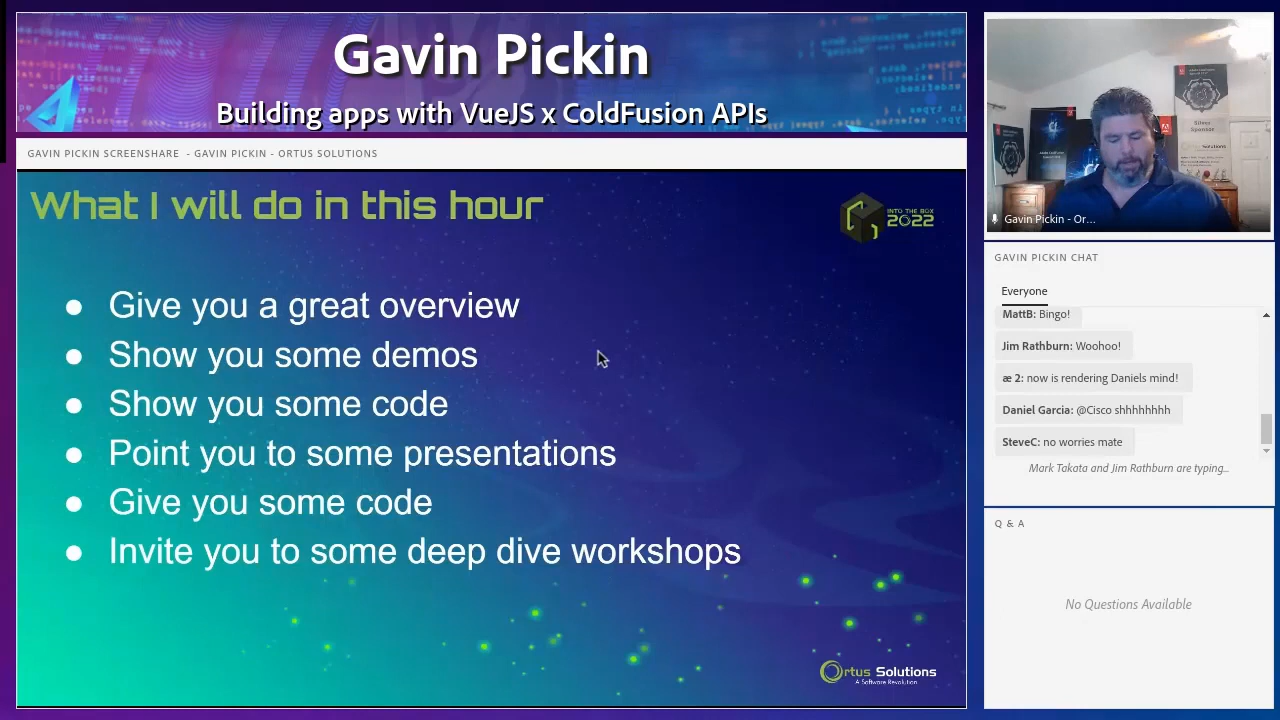 Gavin Pickin
Building apps with VueJS x ColdFusion APIs
GAVIN PICKIN SCREENSHARE - GAVIN PICKIN - ORTUS SOLUTIONS
What I will do in this hour
INTO THE BOX
2022
● Give you a great overview
● Show you some demos
● Show you some code
● Point you to some presentations
● Give you some code
● Invite you to some deep dive workshops
Ortus Solutions
A Software Revolution
Silver
Sponsor
Gavin Pickin - Or...
GAVIN PICKIN CHAT
Everyone
MattB: Bingo!
Jim Rathburn: Woohoo!
æ 2: now is rendering Daniels mind!
Daniel Garcia: @Cisco shhhhhhhh
SteveC: no worries mate
Mark Takata and Jim Rathburn are typing...
Q & A
No Questions Available